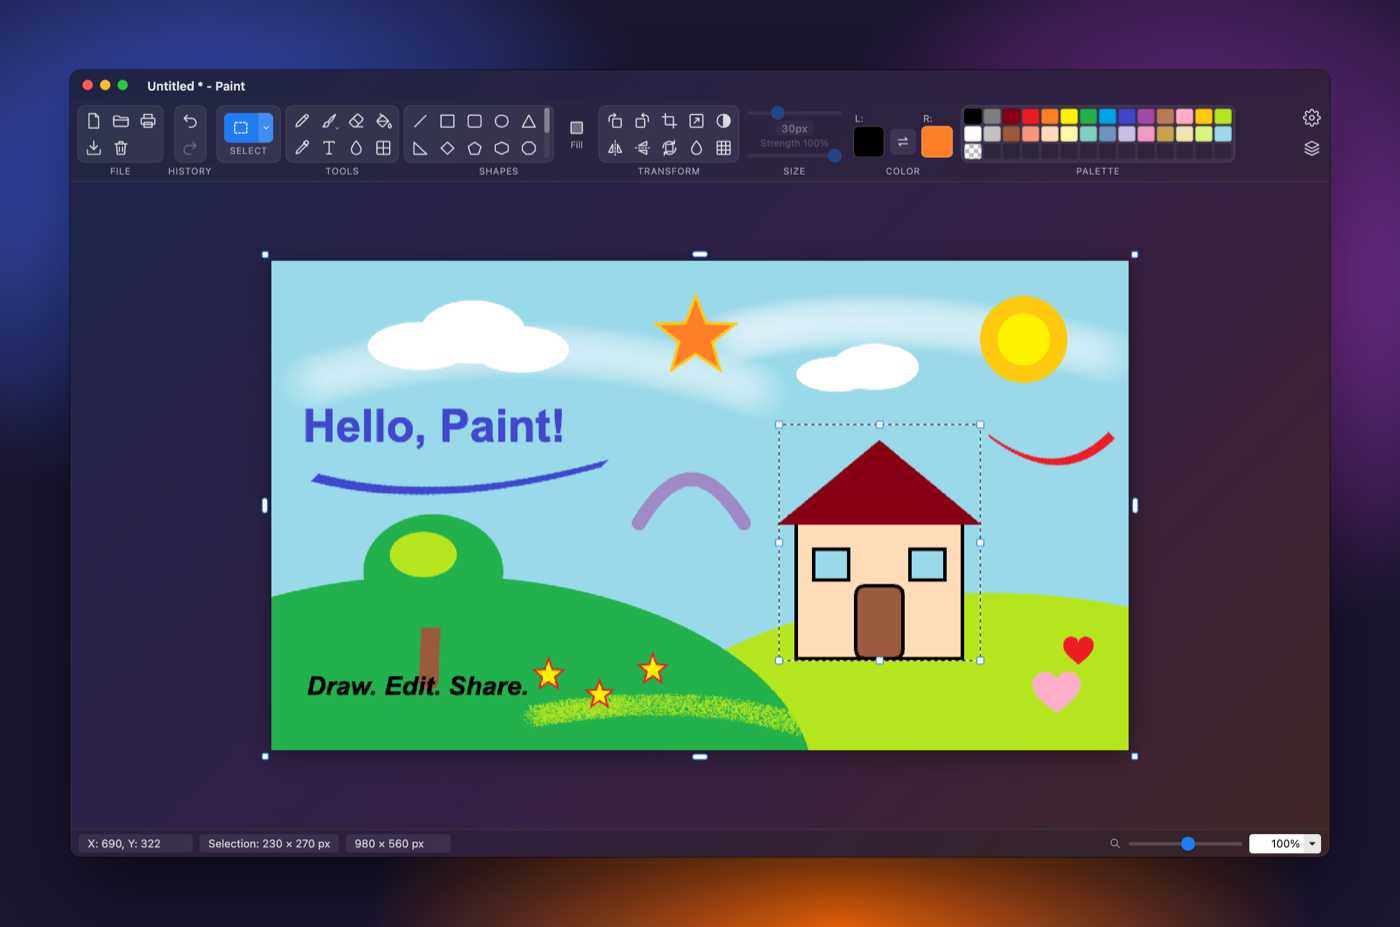 Untitled * - Paint
SELECT
Fill
30px
Strength 100%
L:
R:
FILE
HISTORY
TOOLS
SHAPES
TRANSFORM
SIZE
COLOR
PALETTE
Hello, Paint!
Draw. Edit. Share.
X: 690, Y: 322
Selection: 230 × 270 px
980 × 560 px
100%